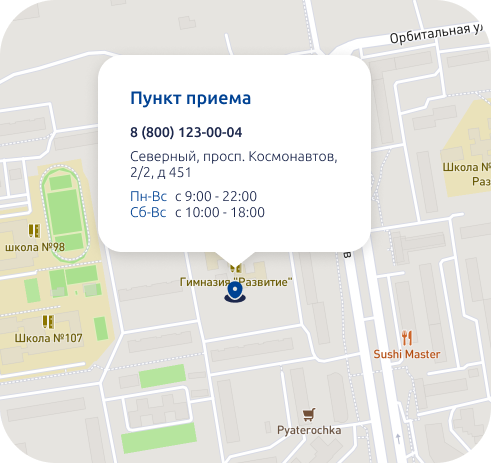 Орбитальная ул
Пункт приема
8 (800) 123-00-04
Северный, просп. Космонавтов,
2/2, д 451
Пн-Вс с 9:00 - 22:00
Сб-Вс с 10:00 - 18:00
Школа №
Раз
школа №98
в
Гимназия "Развитие"
Школа №107
Sushi Master
Pyaterochka